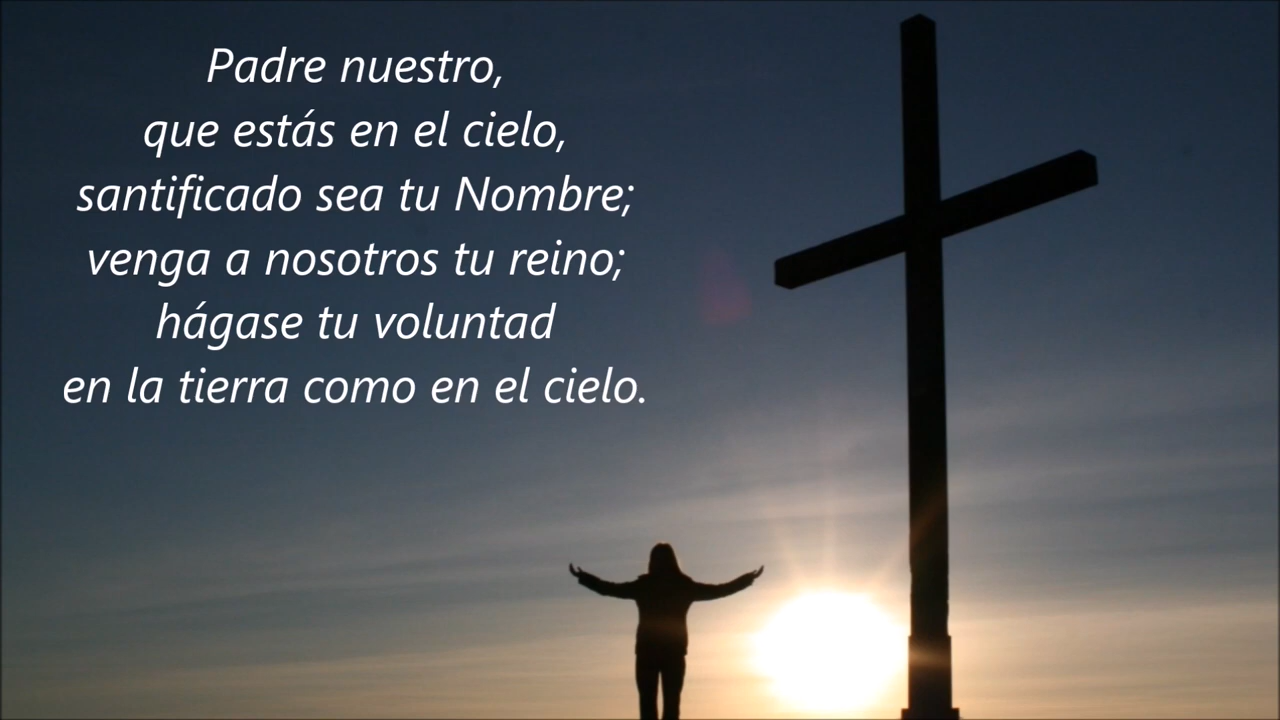 Padre nuestro,
que estás en el cielo,
santificado sea tu Nombre;
venga a nosotros tu reino;
hágase tu voluntad
en la tierra como en el cielo.